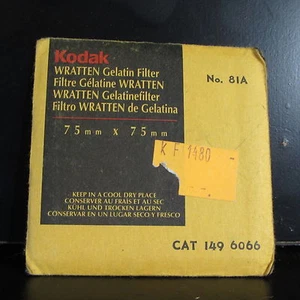 Kodak
WRATTEN Gelatin Filter
Filtre Gélatine WRATTEN
WRATTEN Gelatinefilter
Filtro WRATTEN de Gelatina
75mm x 75mm
No. 81A
KF 1480-
KEEP IN A COOL DRY PLACE
CONSERVER AU FRAIS ET AU SEC
KÜHL UND TROCKEN LAGERN
CONSERVAR EN UN LUGAR SECO Y FRESCO
CAT 149 6066